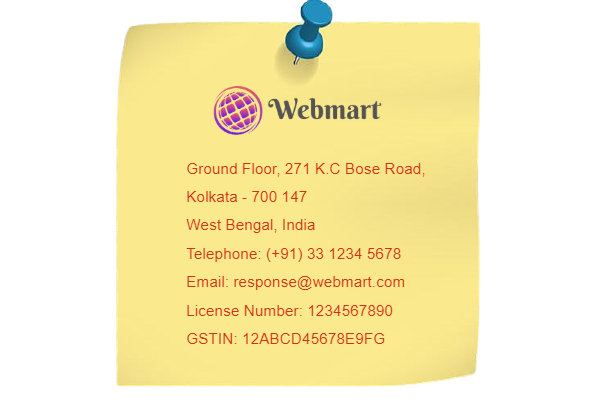 Webmart
Ground Floor, 271 K.C Bose Road,
Kolkata - 700 147
West Bengal, India
Telephone: (+91) 33 1234 5678
Email: response@webmart.com
License Number: 1234567890
GSTIN: 12ABCD45678E9FG